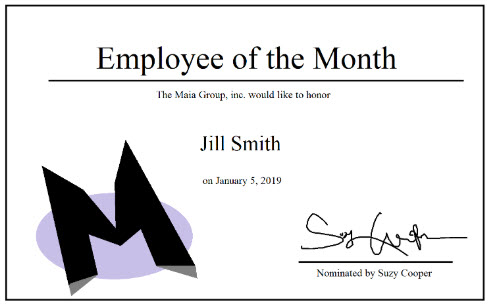 Employee of the Month
The Maia Group, inc. would like to honor
Jill Smith
on January 5, 2019
M
Suzy Cooper
Nominated by Suzy Cooper